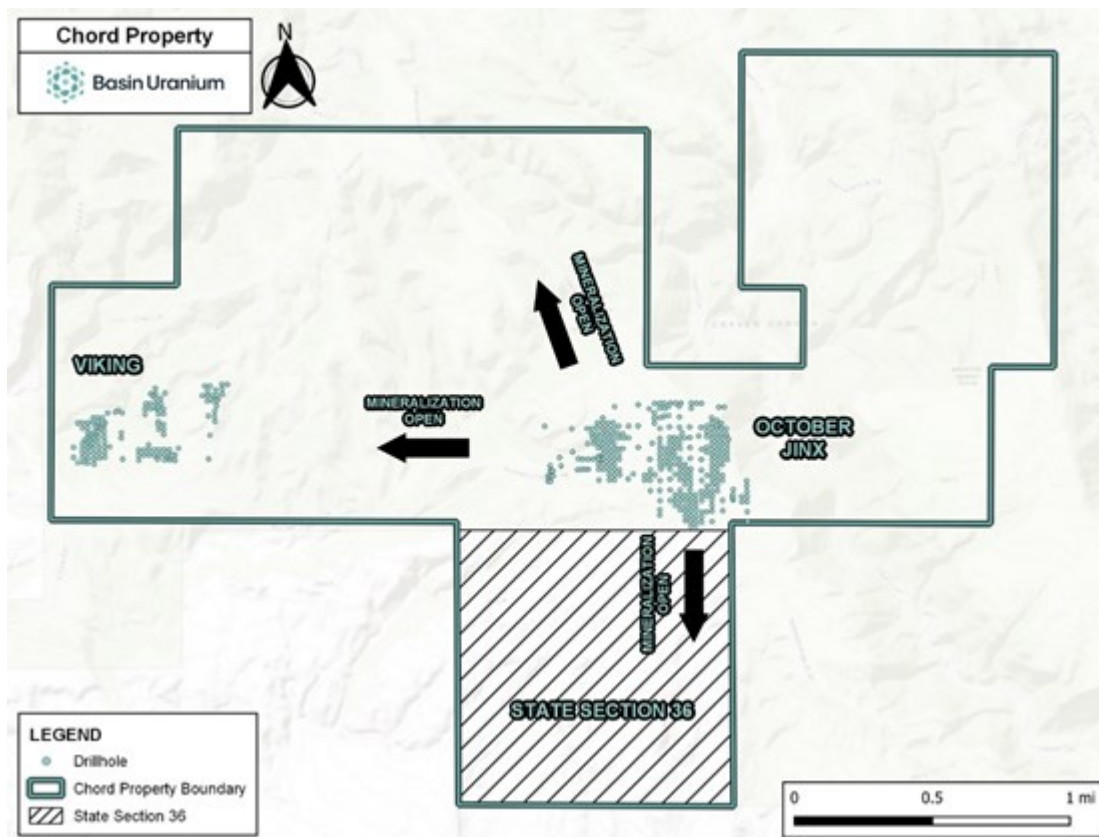 Chord Property
Basin Uranium
N
MINERALIZATION
OPEN
VIKING
MINERALIZATION
OPEN
OCTOBER
JINX
MINERALIZATION
OPEN
STATE SECTION 36
LEGEND
Drillhole
Chord Property Boundary
State Section 36
0 0.5 1 mi